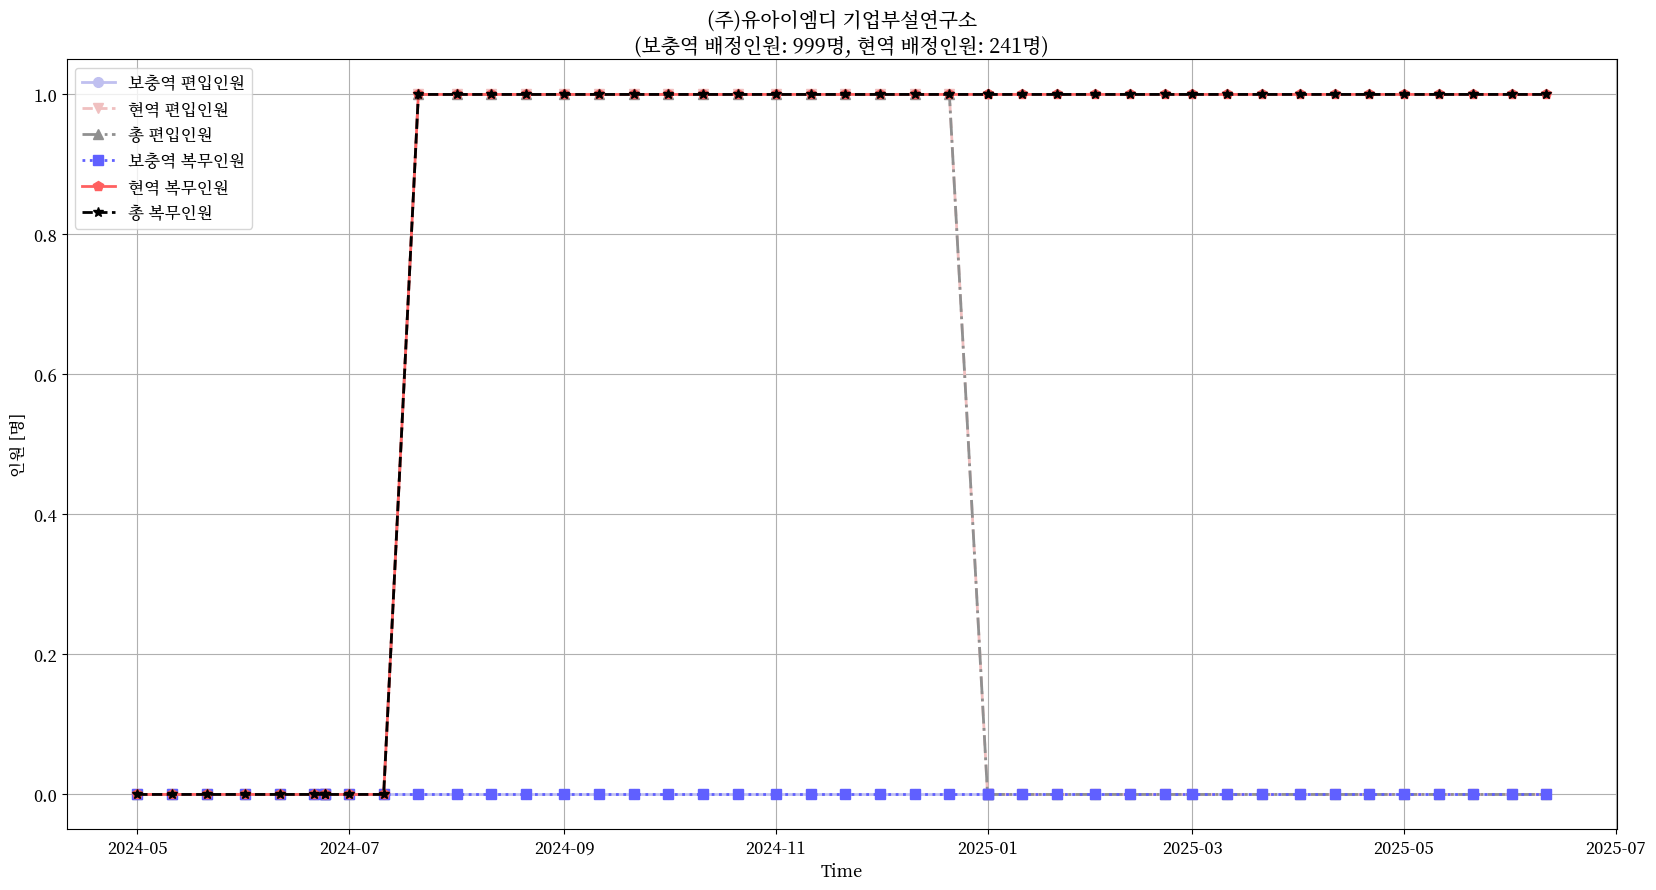 (주)유아이엠디 기업부설연구소
(보충역 배정인원: 999명, 현역 배정인원: 241명)
보충역 편입인원
현역 편입인원
총 편입인원
보충역 복무인원
현역 복무인원
총 복무인원
1.0
0.8
0.6
0.4
0.2
0.0
인원 [명]
2024-05
2024-07
2024-09
2024-11
2025-01
2025-03
2025-05
2025-07
Time